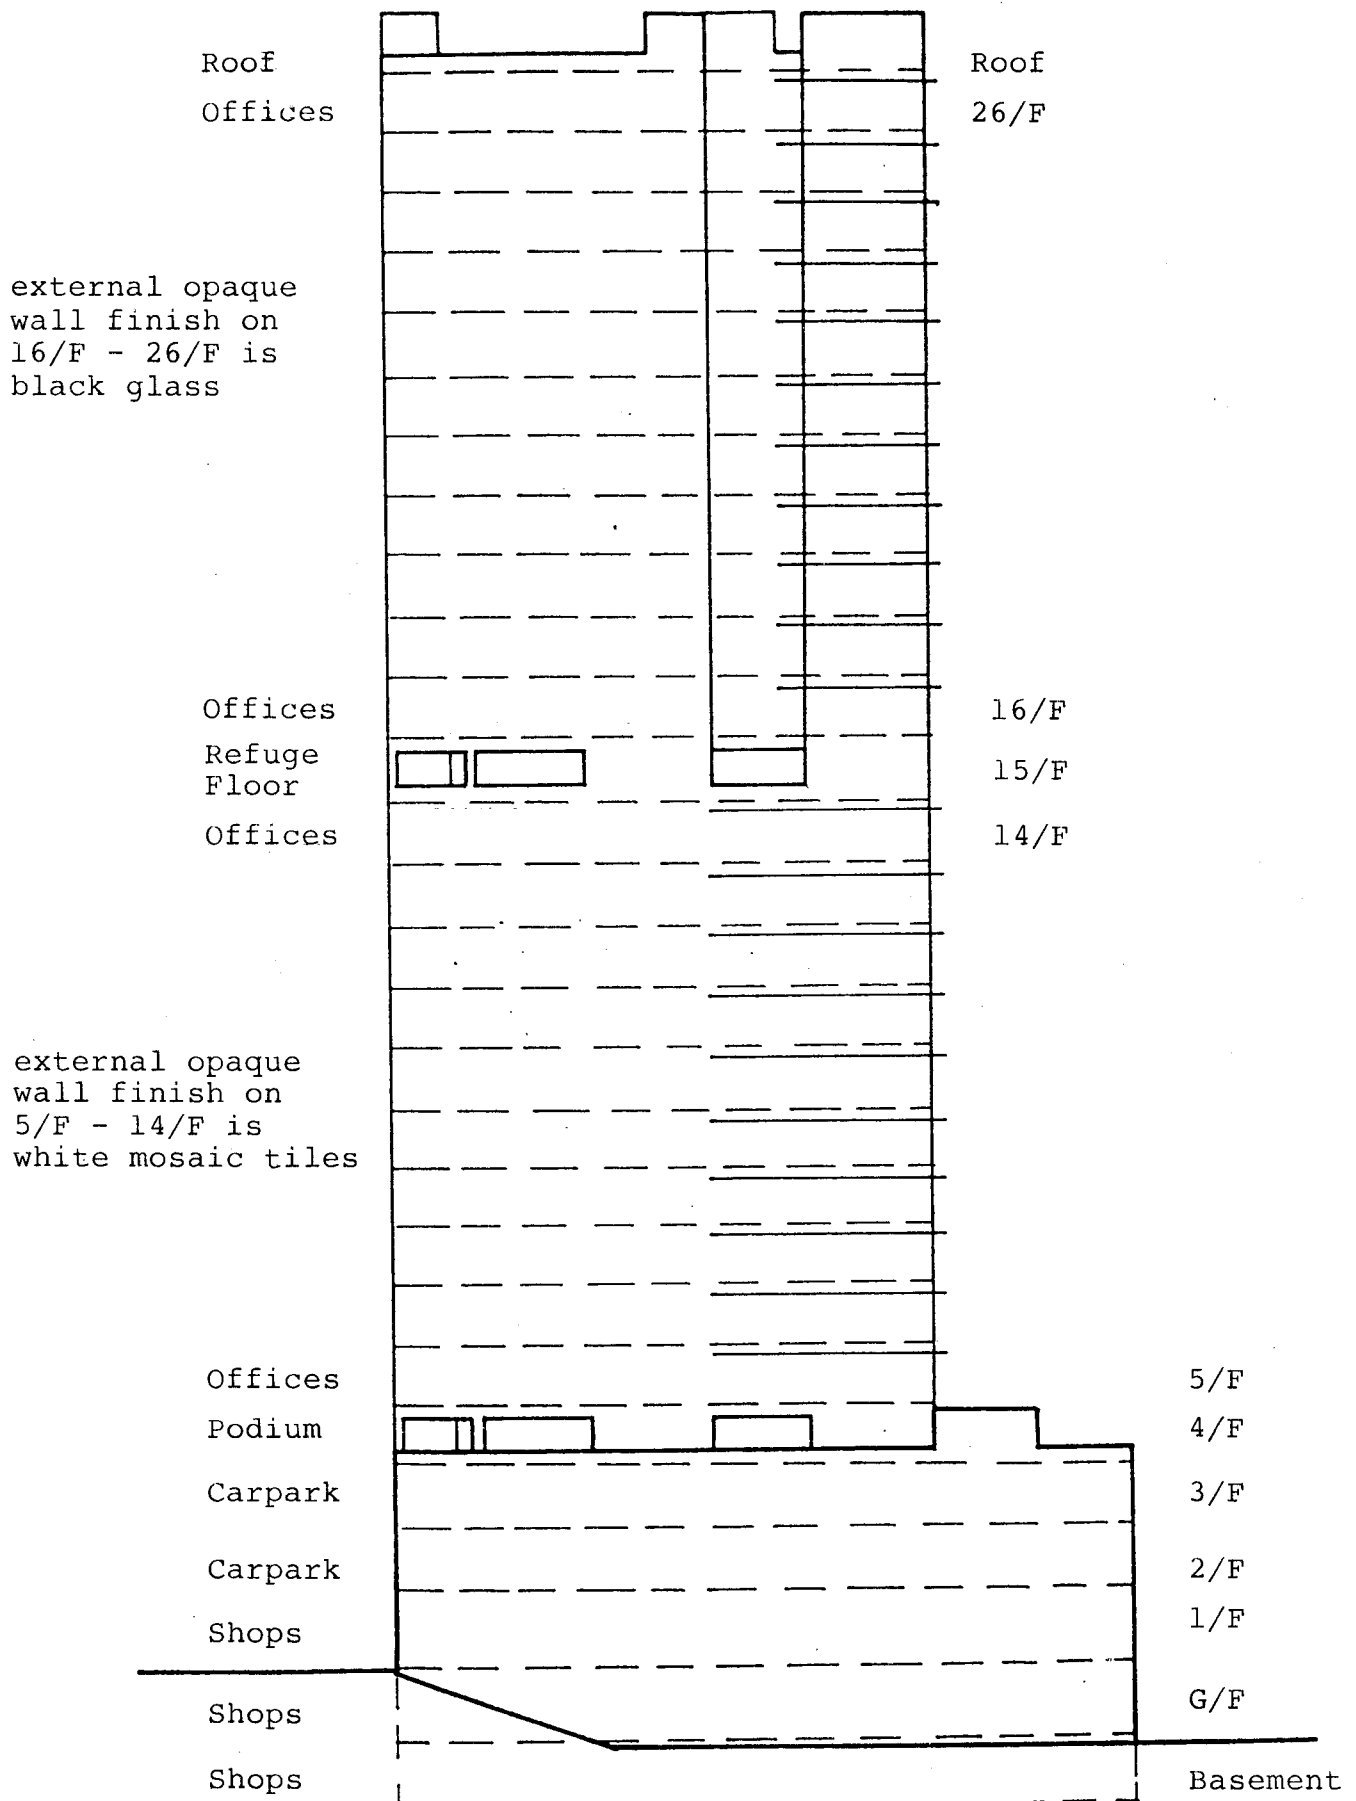 Roof Roof
Offices 26/F
external opaque
wall finish on
16/F - 26/F is
black glass
Offices 16/F
Refuge
Floor 15/F
Offices 14/F
external opaque
wall finish on
5/F - 14/F is
white mosaic tiles
Offices 5/F
Podium 4/F
Carpark 3/F
Carpark 2/F
Shops 1/F
Shops G/F
Shops Basement